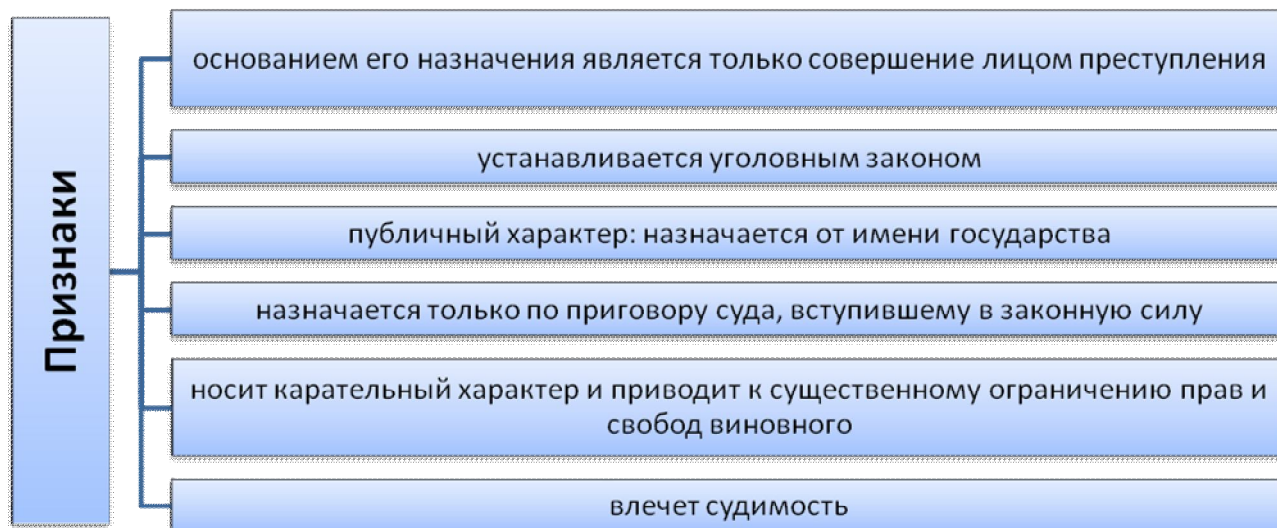 Признаки
основанием его назначения является только совершение лицом преступления
устанавливается уголовным законом
публичный характер: назначается от имени государства
назначается только по приговору суда, вступившему в законную силу
носит карательный характер и приводит к существенному ограничению прав и
свобод виновного
влечет судимость